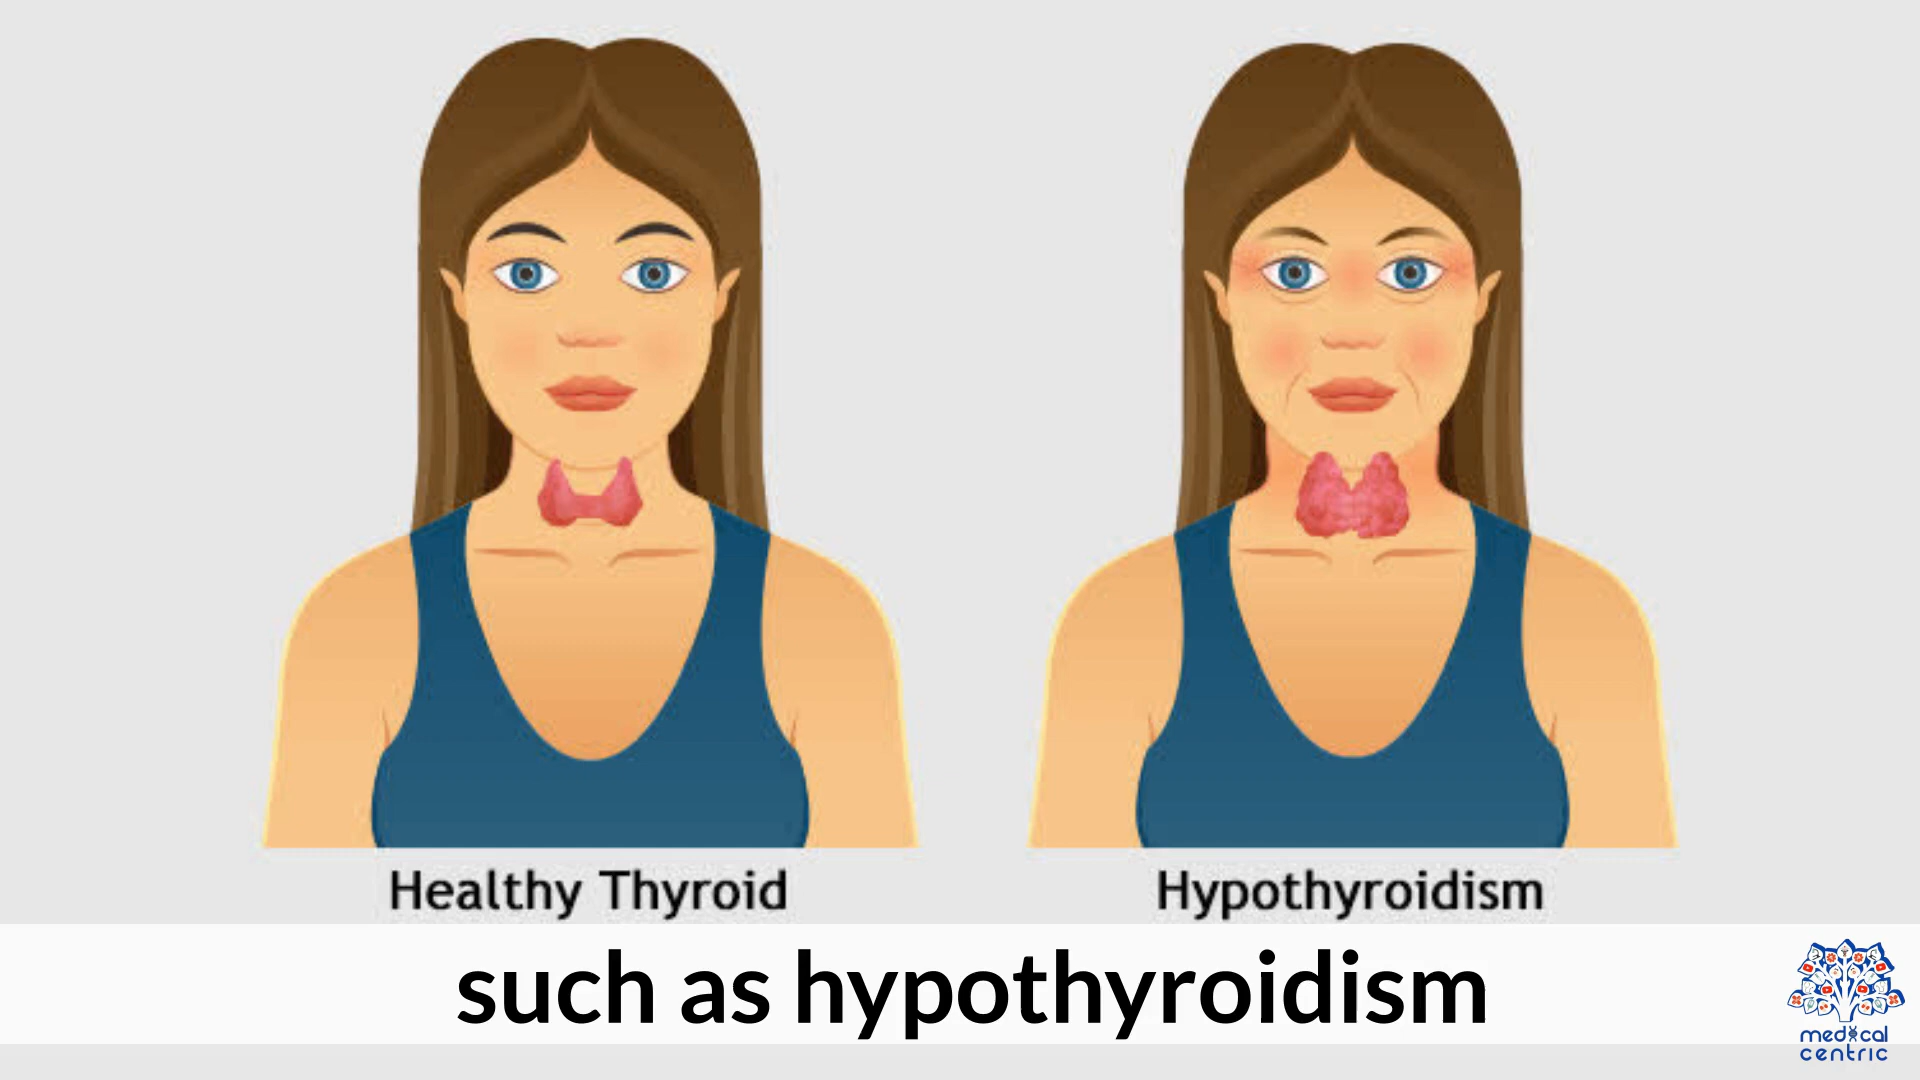 Healthy Thyroid
Hypothyroidism
such as hypothyroidism
medical
centric